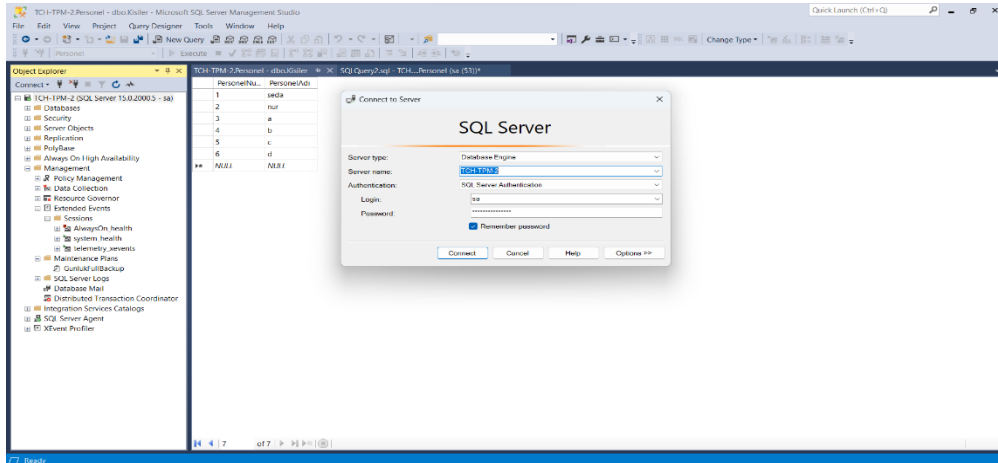 TCH-TPM-2.Personel - dbo.Kisiler - Microsoft SQL Server Management Studio
Quick Launch (Ctrl+Q)
File Edit View Project Query Designer Tools Window Help
New Query
Change Type
Personel Execute
Object Explorer
TCH-TPM-2.Personel - dbo.Kisiler
SQLQuery2.sql - TCH....Personel (sa (53))*
Connect
TCH-TPM-2 (SQL Server 15.0.2000.5 - sa)
Databases
Security
Server Objects
Replication
PolyBase
Always On High Availability
Management
Policy Management
Data Collection
Resource Governor
Extended Events
Sessions
AlwaysOn_health
system_health
telemetry_xevents
Maintenance Plans
GunlukFullBackup
SQL Server Logs
Database Mail
Distributed Transaction Coordinator
Integration Services Catalogs
SQL Server Agent
XEvent Profiler
PersonelNu... PersonelAdi
1 seda
2 nur
3 a
4 b
5 c
6 d
NULL NULL
Connect to Server
SQL Server
Server type: Database Engine
Server name: TCH-TPM-2
Authentication: SQL Server Authentication
Login: sa
Password: ***************
Remember password
Connect Cancel Help Options >>
7 of 7
Ready